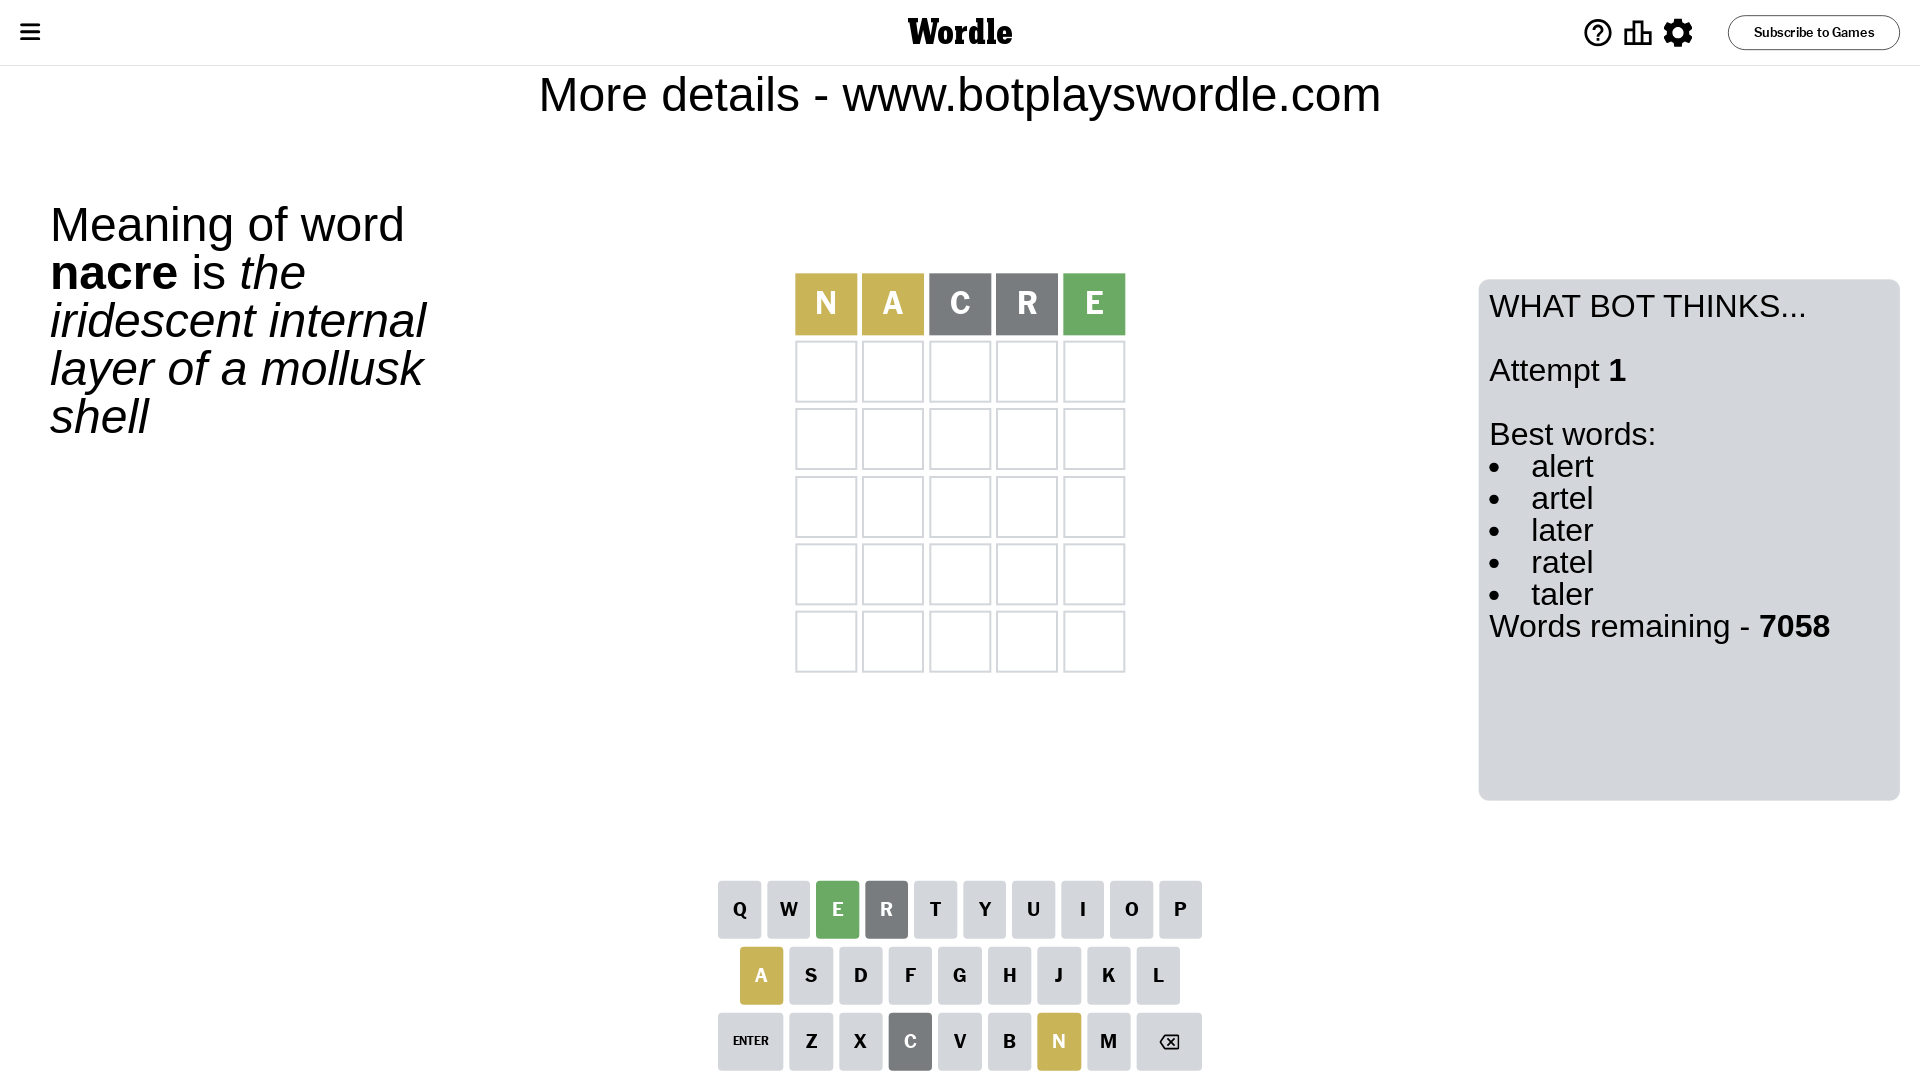 Wordle
Subscribe to Games
More details - www.botplayswordle.com
Meaning of word
nacre is the
iridescent internal
layer of a mollusk
shell
N A C R E
WHAT BOT THINKS...
Attempt 1
Best words:
• alert
• artel
• later
• ratel
• taler
Words remaining - 7058
Q W E R T Y U I O P
A S D F G H J K L
ENTER Z X C V B N M